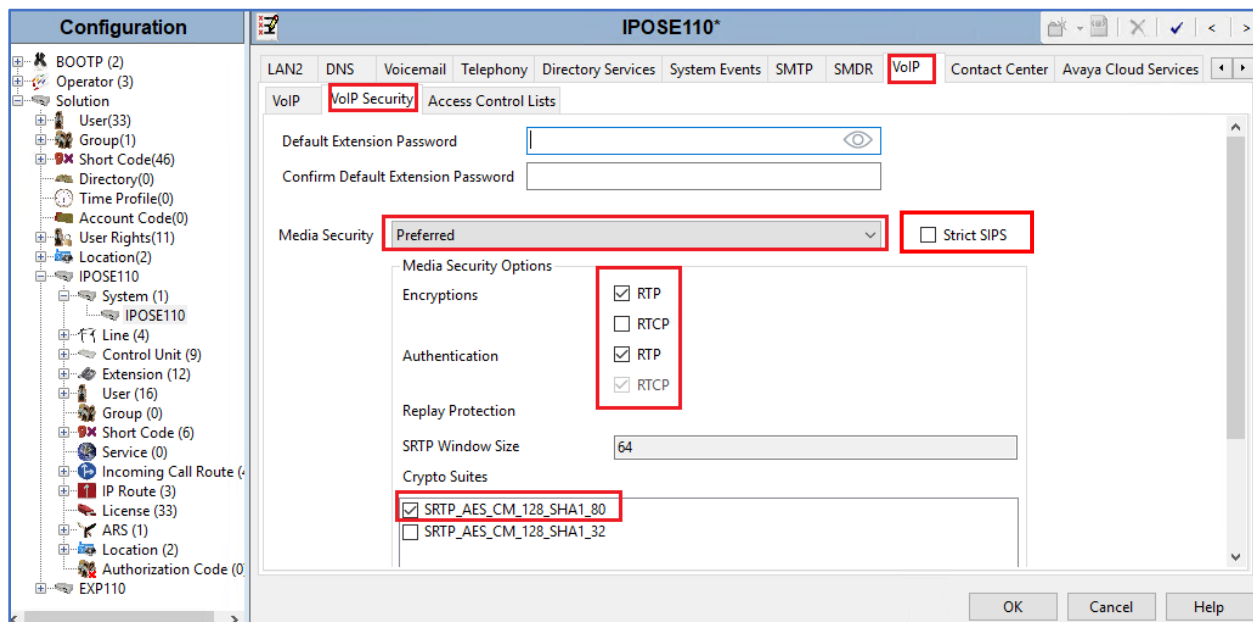 Configuration
BOOTP (2)
Operator (3)
Solution
User(33)
Group(1)
Short Code(46)
Directory(0)
Time Profile(0)
Account Code(0)
User Rights(11)
Location(2)
IPOSE110
System (1)
IPOSE110
Line (4)
Control Unit (9)
Extension (12)
User (16)
Group (0)
Short Code (6)
Service (0)
Incoming Call Route (
IP Route (3)
License (33)
ARS (1)
Location (2)
Authorization Code (0
EXP110
IPOSE110*
LAN2 DNS Voicemail Telephony Directory Services System Events SMTP SMDR VoIP Contact Center Avaya Cloud Services
VoIP VoIP Security Access Control Lists
Default Extension Password
Confirm Default Extension Password
Media Security Preferred Strict SIPS
Media Security Options
Encryptions RTP
RTCP
Authentication RTP
RTCP
Replay Protection
SRTP Window Size 64
Crypto Suites
SRTP_AES_CM_128_SHA1_80
SRTP_AES_CM_128_SHA1_32
OK Cancel Help